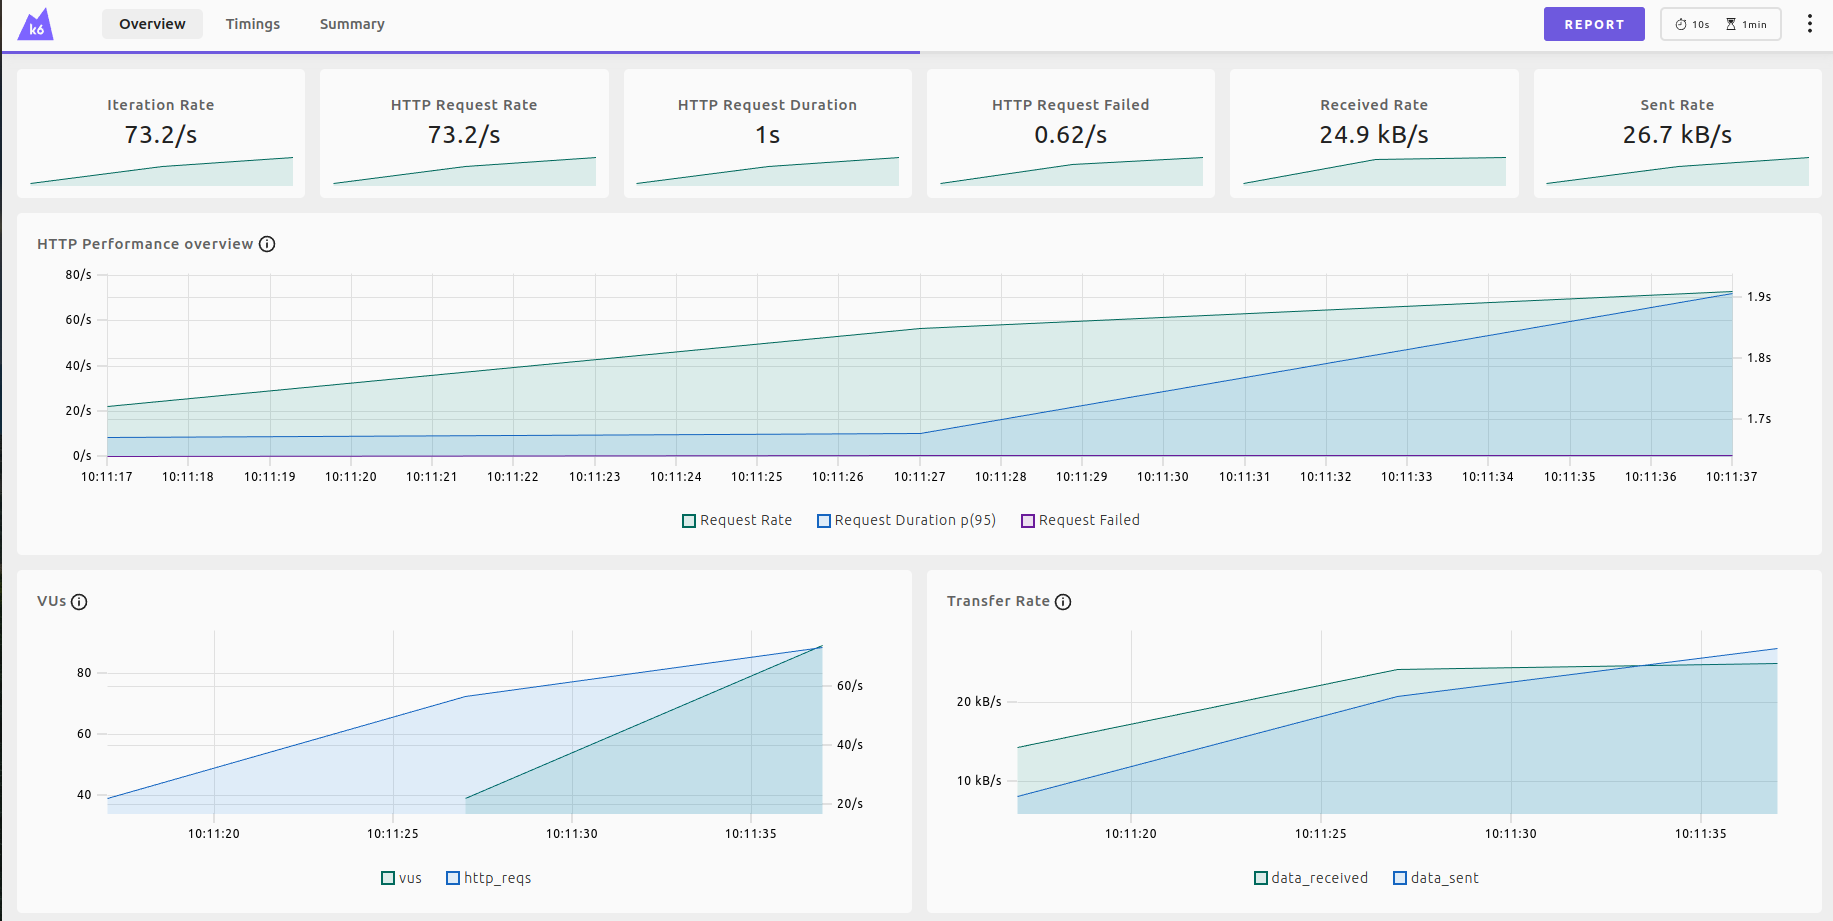 k6
Overview Timings Summary REPORT 10s 1min
Iteration Rate
73.2/s
HTTP Request Rate
73.2/s
HTTP Request Duration
1s
HTTP Request Failed
0.62/s
Received Rate
24.9 kB/s
Sent Rate
26.7 kB/s
HTTP Performance overview
80/s
60/s
40/s
20/s
0/s
1.9s
1.8s
1.7s
10:11:17 10:11:18 10:11:19 10:11:20 10:11:21 10:11:22 10:11:23 10:11:24 10:11:25 10:11:26 10:11:27 10:11:28 10:11:29 10:11:30 10:11:31 10:11:32 10:11:33 10:11:34 10:11:35 10:11:36 10:11:37
Request Rate Request Duration p(95) Request Failed
VUs
80
60
40
60/s
40/s
20/s
10:11:20 10:11:25 10:11:30 10:11:35
vus http_reqs
Transfer Rate
20 kB/s
10 kB/s
10:11:20 10:11:25 10:11:30 10:11:35
data_received data_sent